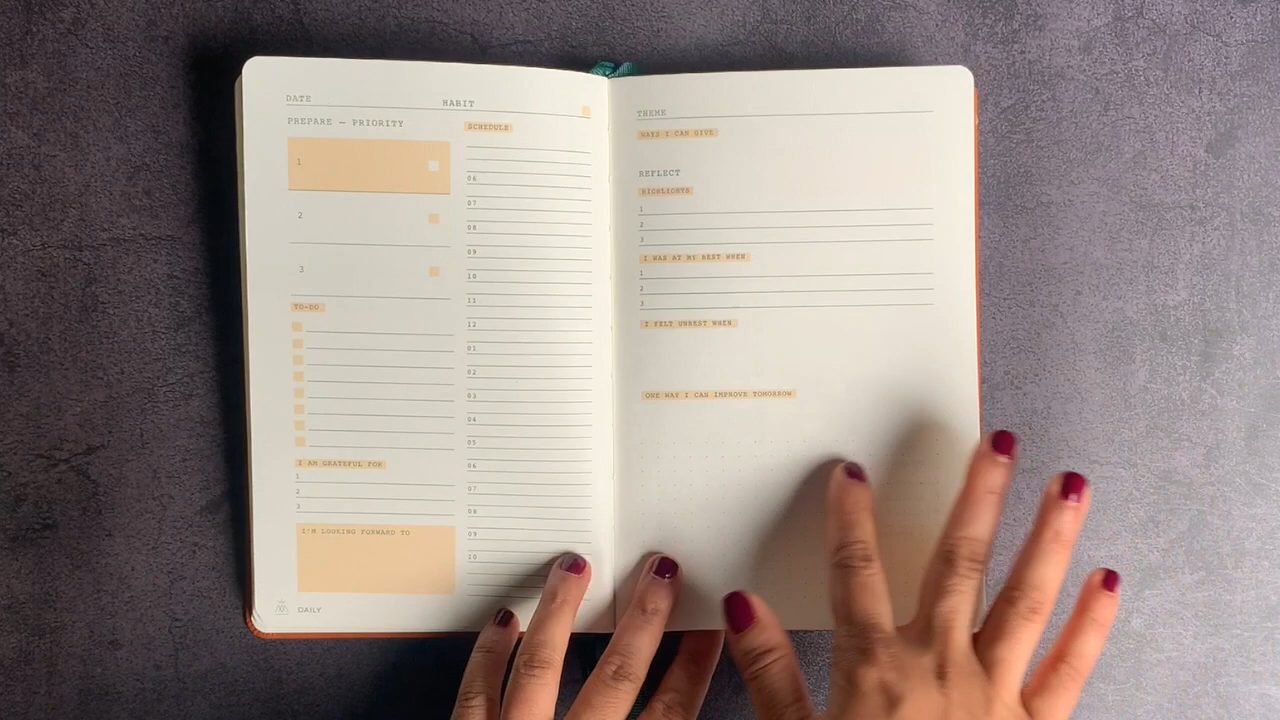 DATE
HABIT
PREPARE — PRIORITY
1
2
3
TO-DO
I AM GRATEFUL FOR
1
2
3
I'M LOOKING FORWARD TO
DAILY
SCHEDULE
06
07
08
09
10
11
12
01
02
03
04
05
06
07
08
09
10
THEME
WAYS I CAN GIVE
REFLECT
HIGHLIGHTS
1
2
3
I WAS AT MY BEST WHEN
1
2
3
I FELT UNREST WHEN
ONE WAY I CAN IMPROVE TOMORROW